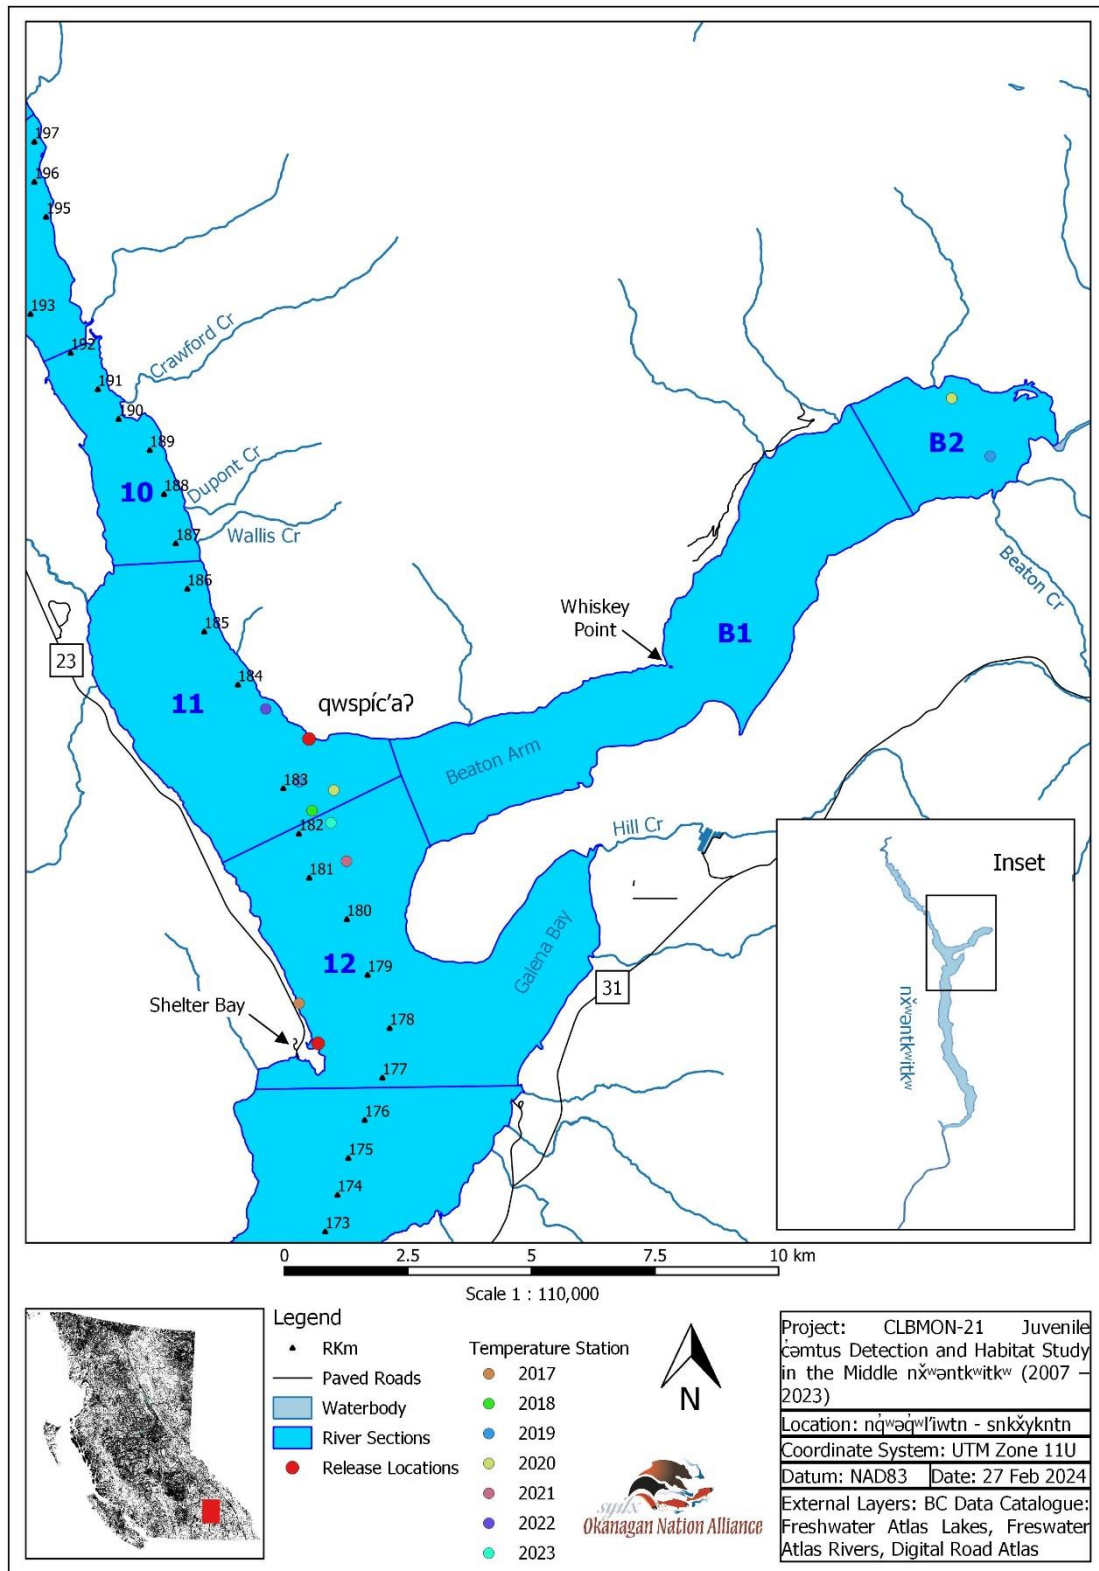 197
196
195
193
192
191
190
189
188
187
186
185
184
183
182
181
180
179
178
177
176
175
174
173
Crawford Cr
Dupont Cr
Wallis Cr
10
11
12
B1
B2
Beaton Cr
Whiskey
Point
23
qwspíc’aʔ
Beaton Arm
Hill Cr
Galena Bay
31
Shelter Bay
Inset
nx̌ʷəntkʷitkʷ
0 2.5 5 7.5 10 km
Scale 1 : 110,000
Legend
RKm
Paved Roads
Waterbody
River Sections
Release Locations
Temperature Station
2017
2018
2019
2020
2021
2022
2023
N
syilx
Okanagan Nation Alliance
Project: CLBMON-21 Juvenile
c̓əmtus Detection and Habitat Study
in the Middle nx̌ʷəntkʷitkʷ (2007 –
2023)
Location: nq̓ʷəq̓ʷl’iwtn - snkx̌ykntn
Coordinate System: UTM Zone 11U
Datum: NAD83 Date: 27 Feb 2024
External Layers: BC Data Catalogue:
Freshwater Atlas Lakes, Freswater
Atlas Rivers, Digital Road Atlas